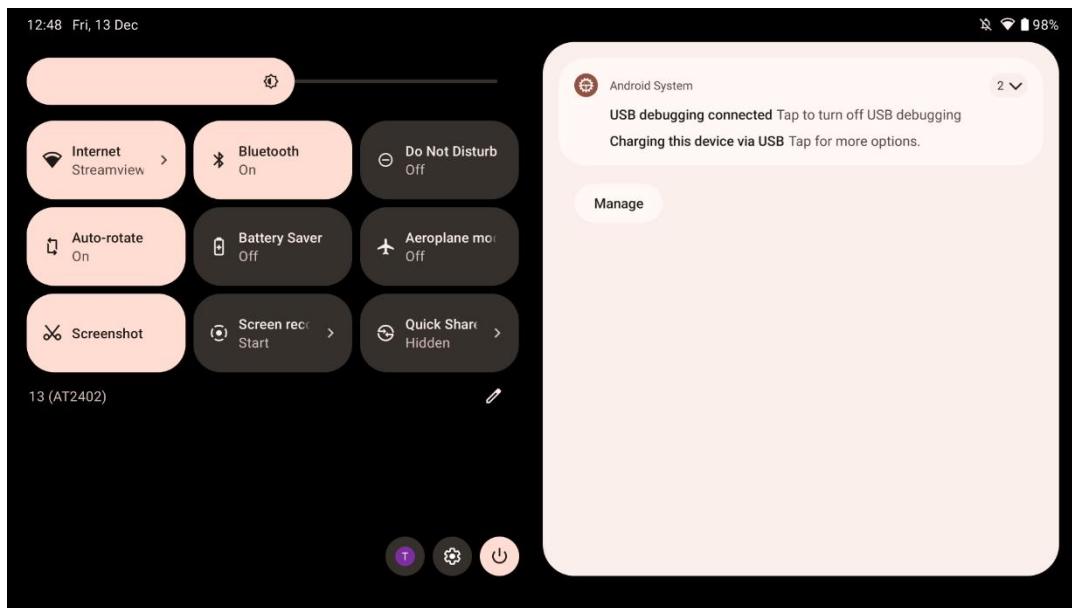 12:48 Fri, 13 Dec
98%
Internet
Streamview
Bluetooth
On
Do Not Disturb
Off
Auto-rotate
On
Battery Saver
Off
Aeroplane mo
Off
Screenshot
Screen rec
Start
Quick Share
Hidden
13 (AT2402)
T
Android System
2
USB debugging connected Tap to turn off USB debugging
Charging this device via USB Tap for more options.
Manage